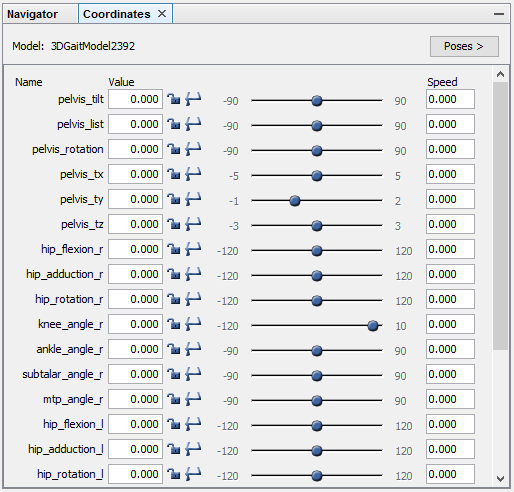 Navigator Coordinates
Model: 3DGaitModel2392 Poses >
Name Value Speed
pelvis_tilt 0.000 -90 90 0.000
pelvis_list 0.000 -90 90 0.000
pelvis_rotation 0.000 -90 90 0.000
pelvis_tx 0.000 -5 5 0.000
pelvis_ty 0.000 -1 2 0.000
pelvis_tz 0.000 -3 3 0.000
hip_flexion_r 0.000 -120 120 0.000
hip_adduction_r 0.000 -120 120 0.000
hip_rotation_r 0.000 -120 120 0.000
knee_angle_r 0.000 -120 10 0.000
ankle_angle_r 0.000 -90 90 0.000
subtalar_angle_r 0.000 -90 90 0.000
mtp_angle_r 0.000 -90 90 0.000
hip_flexion_l 0.000 -120 120 0.000
hip_adduction_l 0.000 -120 120 0.000
hip_rotation_l 0.000 -120 120 0.000